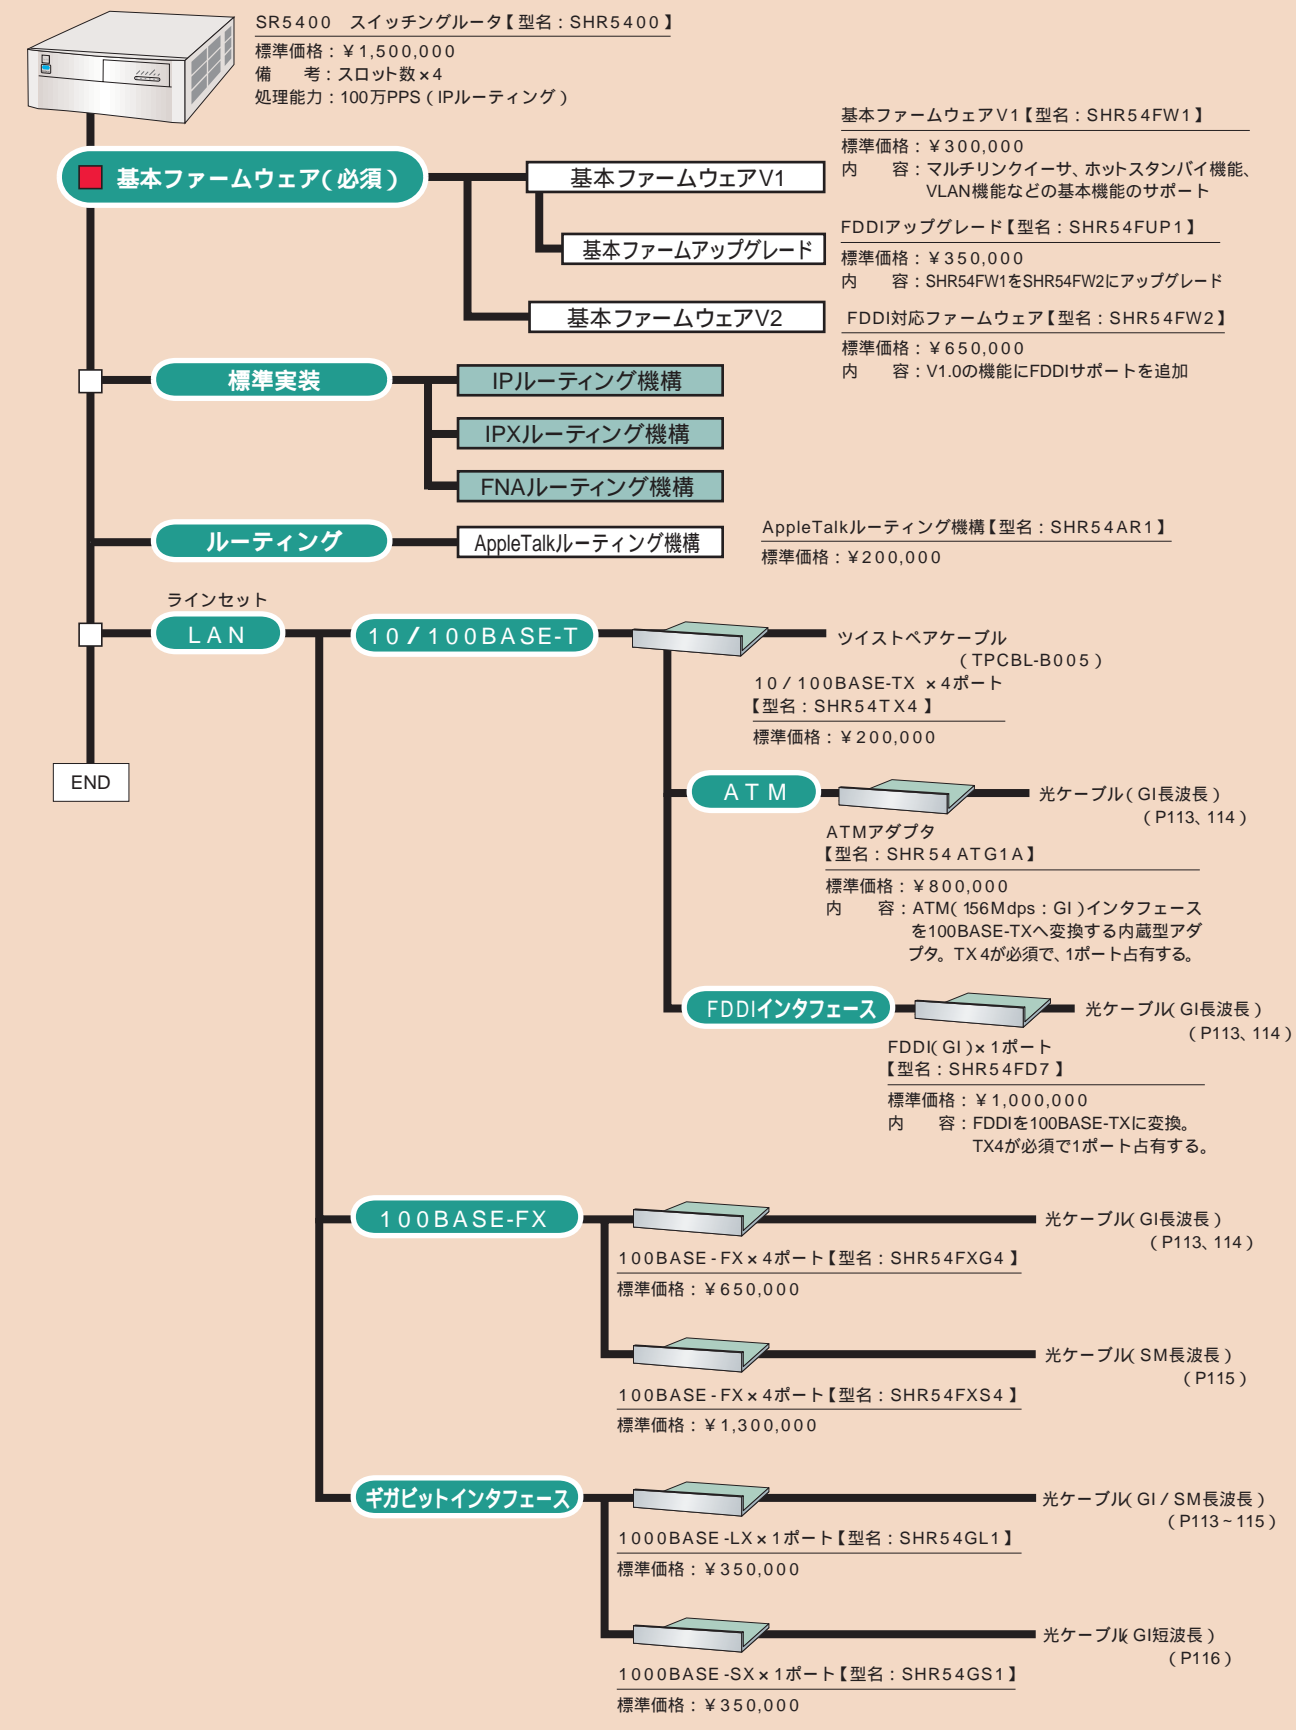 SR5400　スイッチングルータ【型名：SHR5400】
標準価格：￥1,500,000
備　　考：スロット数×4
処理能力：100万PPS（IPルーティング）
基本ファームウェア(必須)
基本ファームウェアV1
基本ファームウェアV1【型名：SHR54FW1】
標準価格：￥300,000
内　　容：マルチリンクイーサ、ホットスタンバイ機能、
VLAN機能などの基本機能のサポート
基本ファームアップグレード
FDDIアップグレード【型名：SHR54FUP1】
標準価格：￥350,000
内　　容：SHR54FW1をSHR54FW2にアップグレード
基本ファームウェアV2
FDDI対応ファームウェア【型名：SHR54FW2】
標準価格：￥650,000
内　　容：V1.0の機能にFDDIサポートを追加
標準実装
IPルーティング機構
IPXルーティング機構
FNAルーティング機構
ルーティング
AppleTalkルーティング機構
AppleTalkルーティング機構【型名：SHR54AR1】
標準価格：￥200,000
ラインセット
LAN
10/100BASE-T
ツイストペアケーブル
（TPCBL-B005）
10/100BASE-TX ×4ポート
【型名：SHR54TX4】
標準価格：￥200,000
END
ATM
光ケーブル（GI長波長）
（P113、114）
ATMアダプタ
【型名：SHR54ATG1A】
標準価格：￥800,000
内　　容：ATM（156Mdps：GI）インタフェース
を100BASE-TXへ変換する内蔵型アダ
プタ。TX4が必須で、1ポート占有する。
FDDIインタフェース
光ケーブル（GI長波長）
（P113、114）
FDDI（GI）×1ポート
【型名：SHR54FD7】
標準価格：￥1,000,000
内　　容：FDDIを100BASE-TXに変換。
TX4が必須で1ポート占有する。
100BASE-FX
光ケーブル（GI長波長）
（P113、114）
100BASE-FX×4ポート【型名：SHR54FXG4】
標準価格：￥650,000
光ケーブル（SM長波長）
（P115）
100BASE-FX×4ポート【型名：SHR54FXS4】
標準価格：￥1,300,000
ギガビットインタフェース
光ケーブル（GI/SM長波長）
（P113~115）
1000BASE-LX×1ポート【型名：SHR54GL1】
標準価格：￥350,000
光ケーブル（GI短波長）
（P116）
1000BASE-SX×1ポート【型名：SHR54GS1】
標準価格：￥350,000